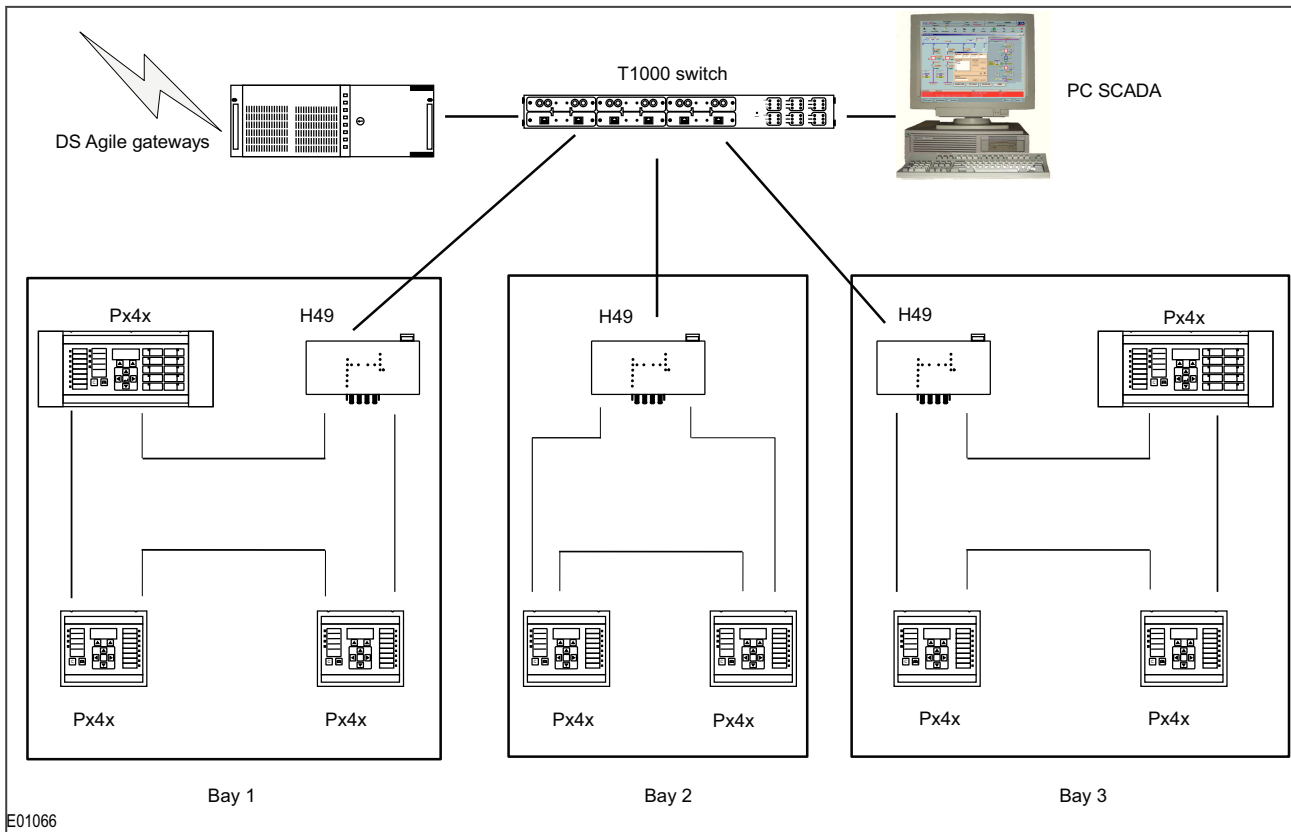 T1000 switch
PC SCADA
DS Agile gateways
Px4x
H49
H49
H49
Px4x
Px4x
Px4x
Px4x
Px4x
Px4x
Px4x
Bay 1
Bay 2
Bay 3
E01066